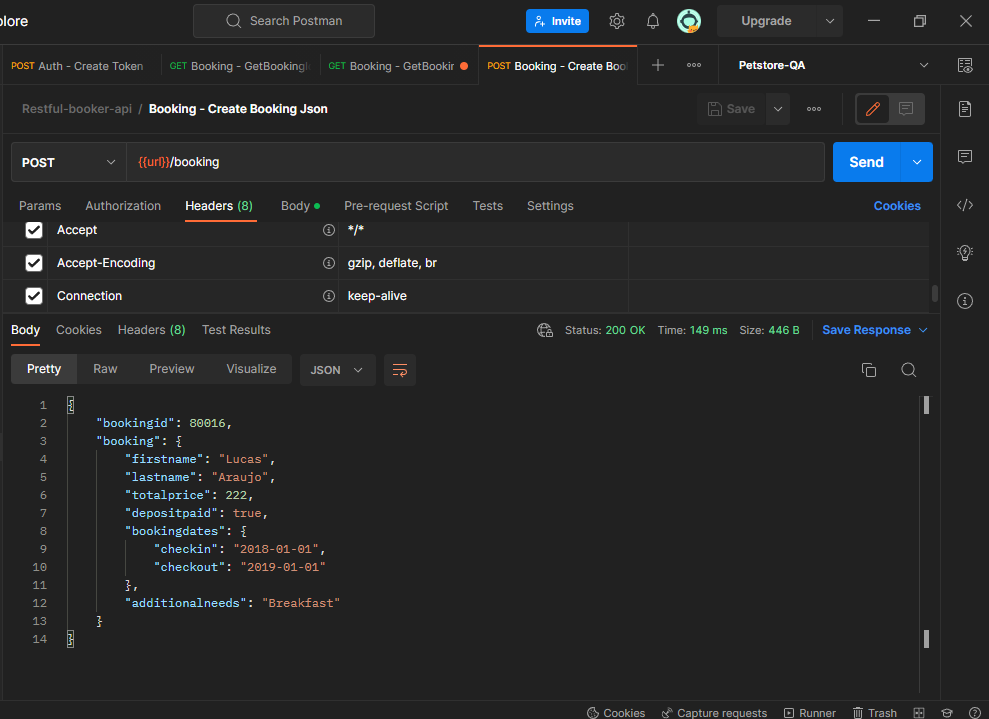 plore
Search Postman
Invite
Upgrade
POST Auth - Create Token
GET Booking - GetBookingI
GET Booking - GetBookin
POST Booking - Create Boo
Petstore-QA
Restful-booker-api / Booking - Create Booking Json
Save
POST
{{url}}/booking
Send
Params Authorization Headers (8) Body Pre-request Script Tests Settings Cookies
Accept */*
Accept-Encoding gzip, deflate, br
Connection keep-alive
Body Cookies Headers (8) Test Results Status: 200 OK Time: 149 ms Size: 446 B Save Response
Pretty Raw Preview Visualize JSON
1 {
2 "bookingid": 80016,
3 "booking": {
4 "firstname": "Lucas",
5 "lastname": "Araujo",
6 "totalprice": 222,
7 "depositpaid": true,
8 "bookingdates": {
9 "checkin": "2018-01-01",
10 "checkout": "2019-01-01"
11 },
12 "additionalneeds": "Breakfast"
13 }
14 }
Cookies Capture requests Runner Trash